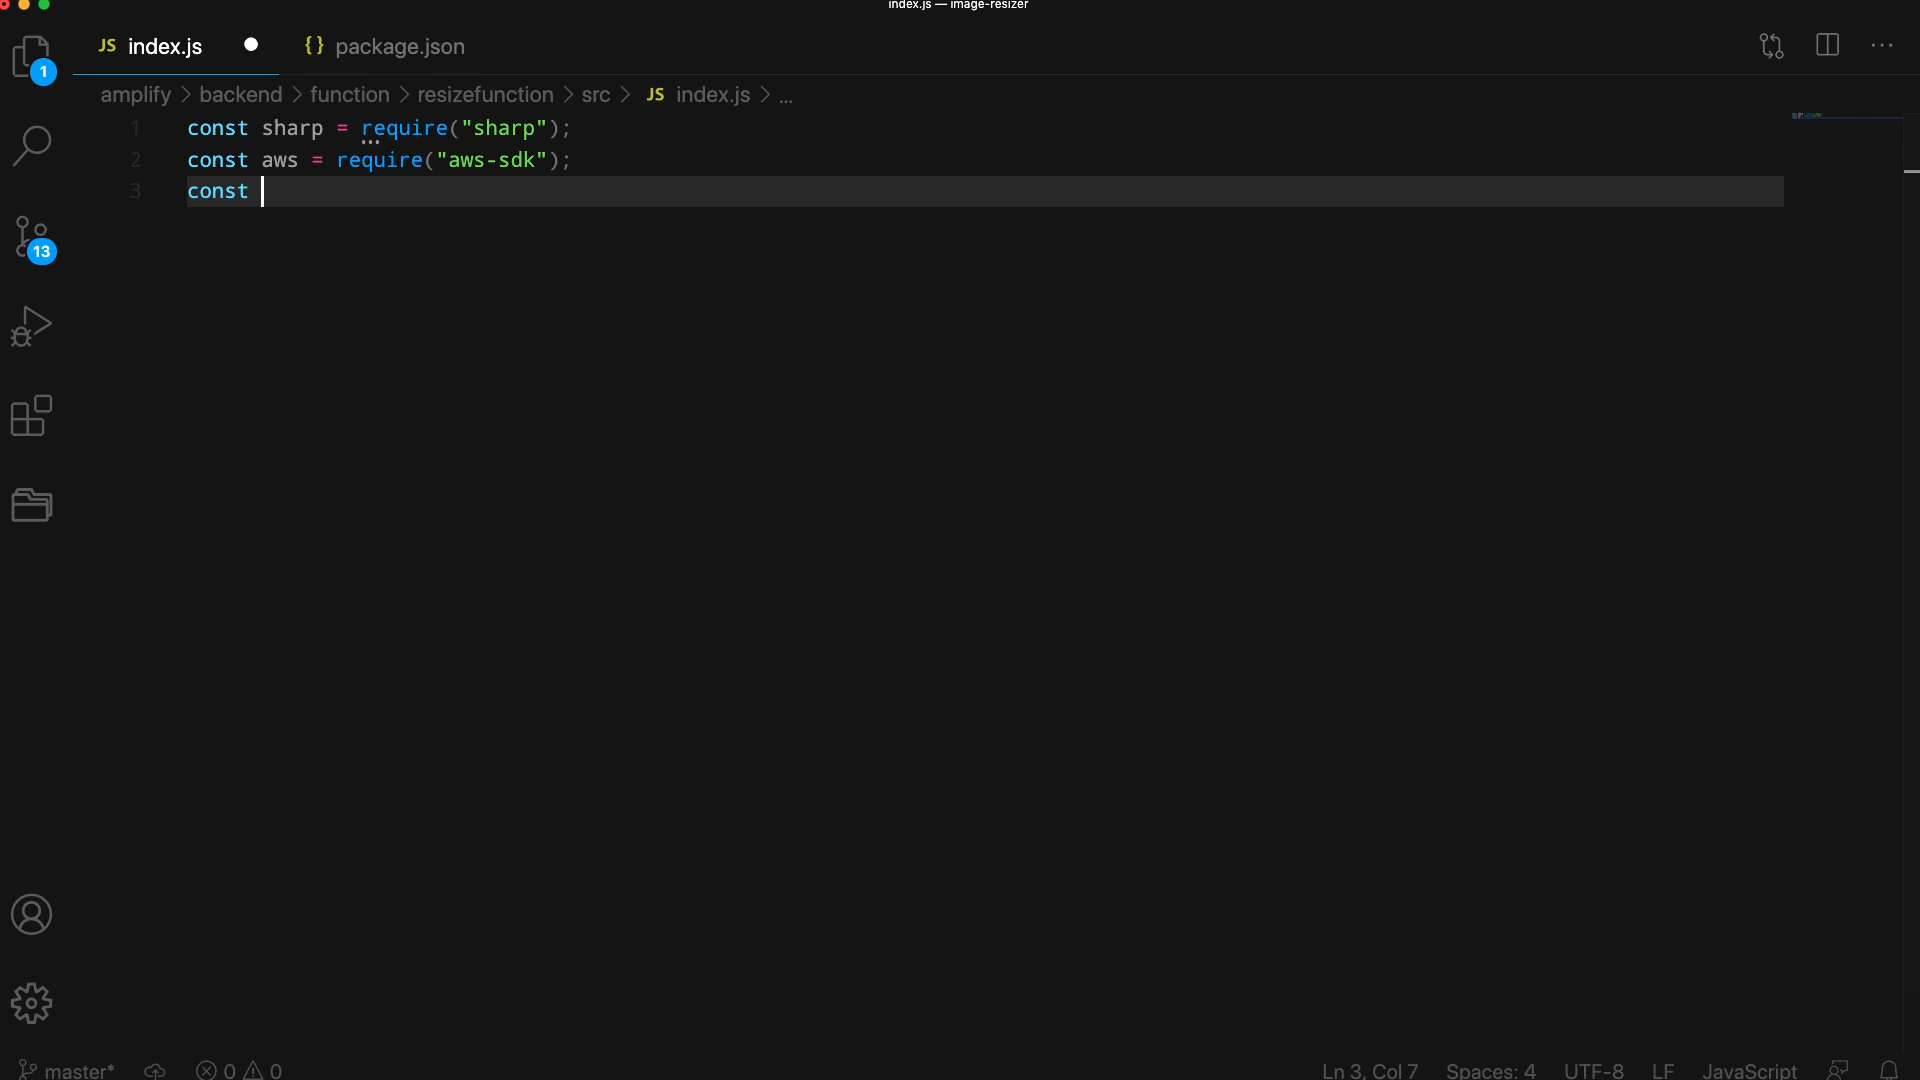 index.js — image-resizer
JS index.js
{} package.json
1
amplify > backend > function > resizefunction > src > JS index.js > ...
1 const sharp = require("sharp");
2 const aws = require("aws-sdk");
3 const
13
master*
0 0
Ln 3, Col 7
Spaces: 4
UTF-8
LF
JavaScript